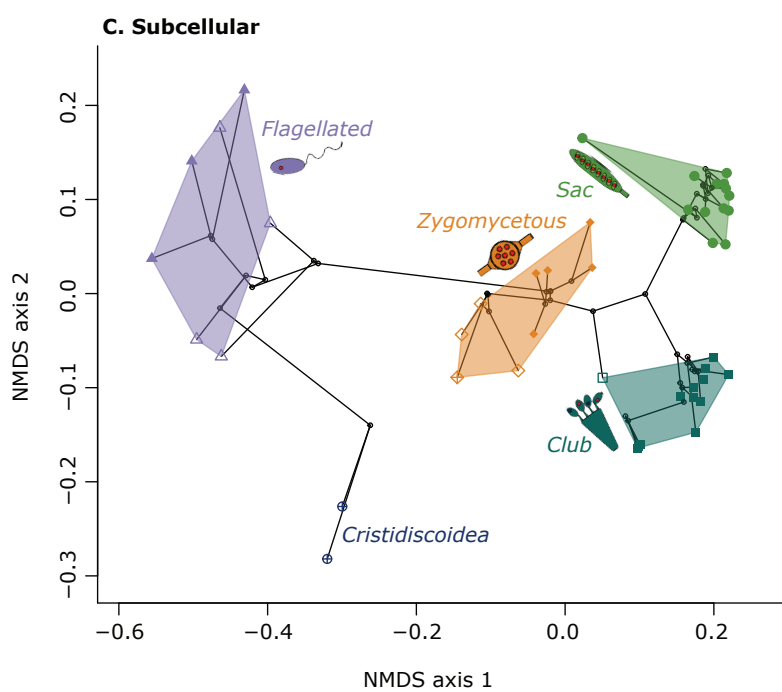 C. Subcellular
Flagellated
Sac
Zygomycetous
Club
Cristidiscoidea
NMDS axis 2
0.2
0.1
0.0
−0.1
−0.2
−0.3
−0.6
−0.4
−0.2
0.0
0.2
NMDS axis 1